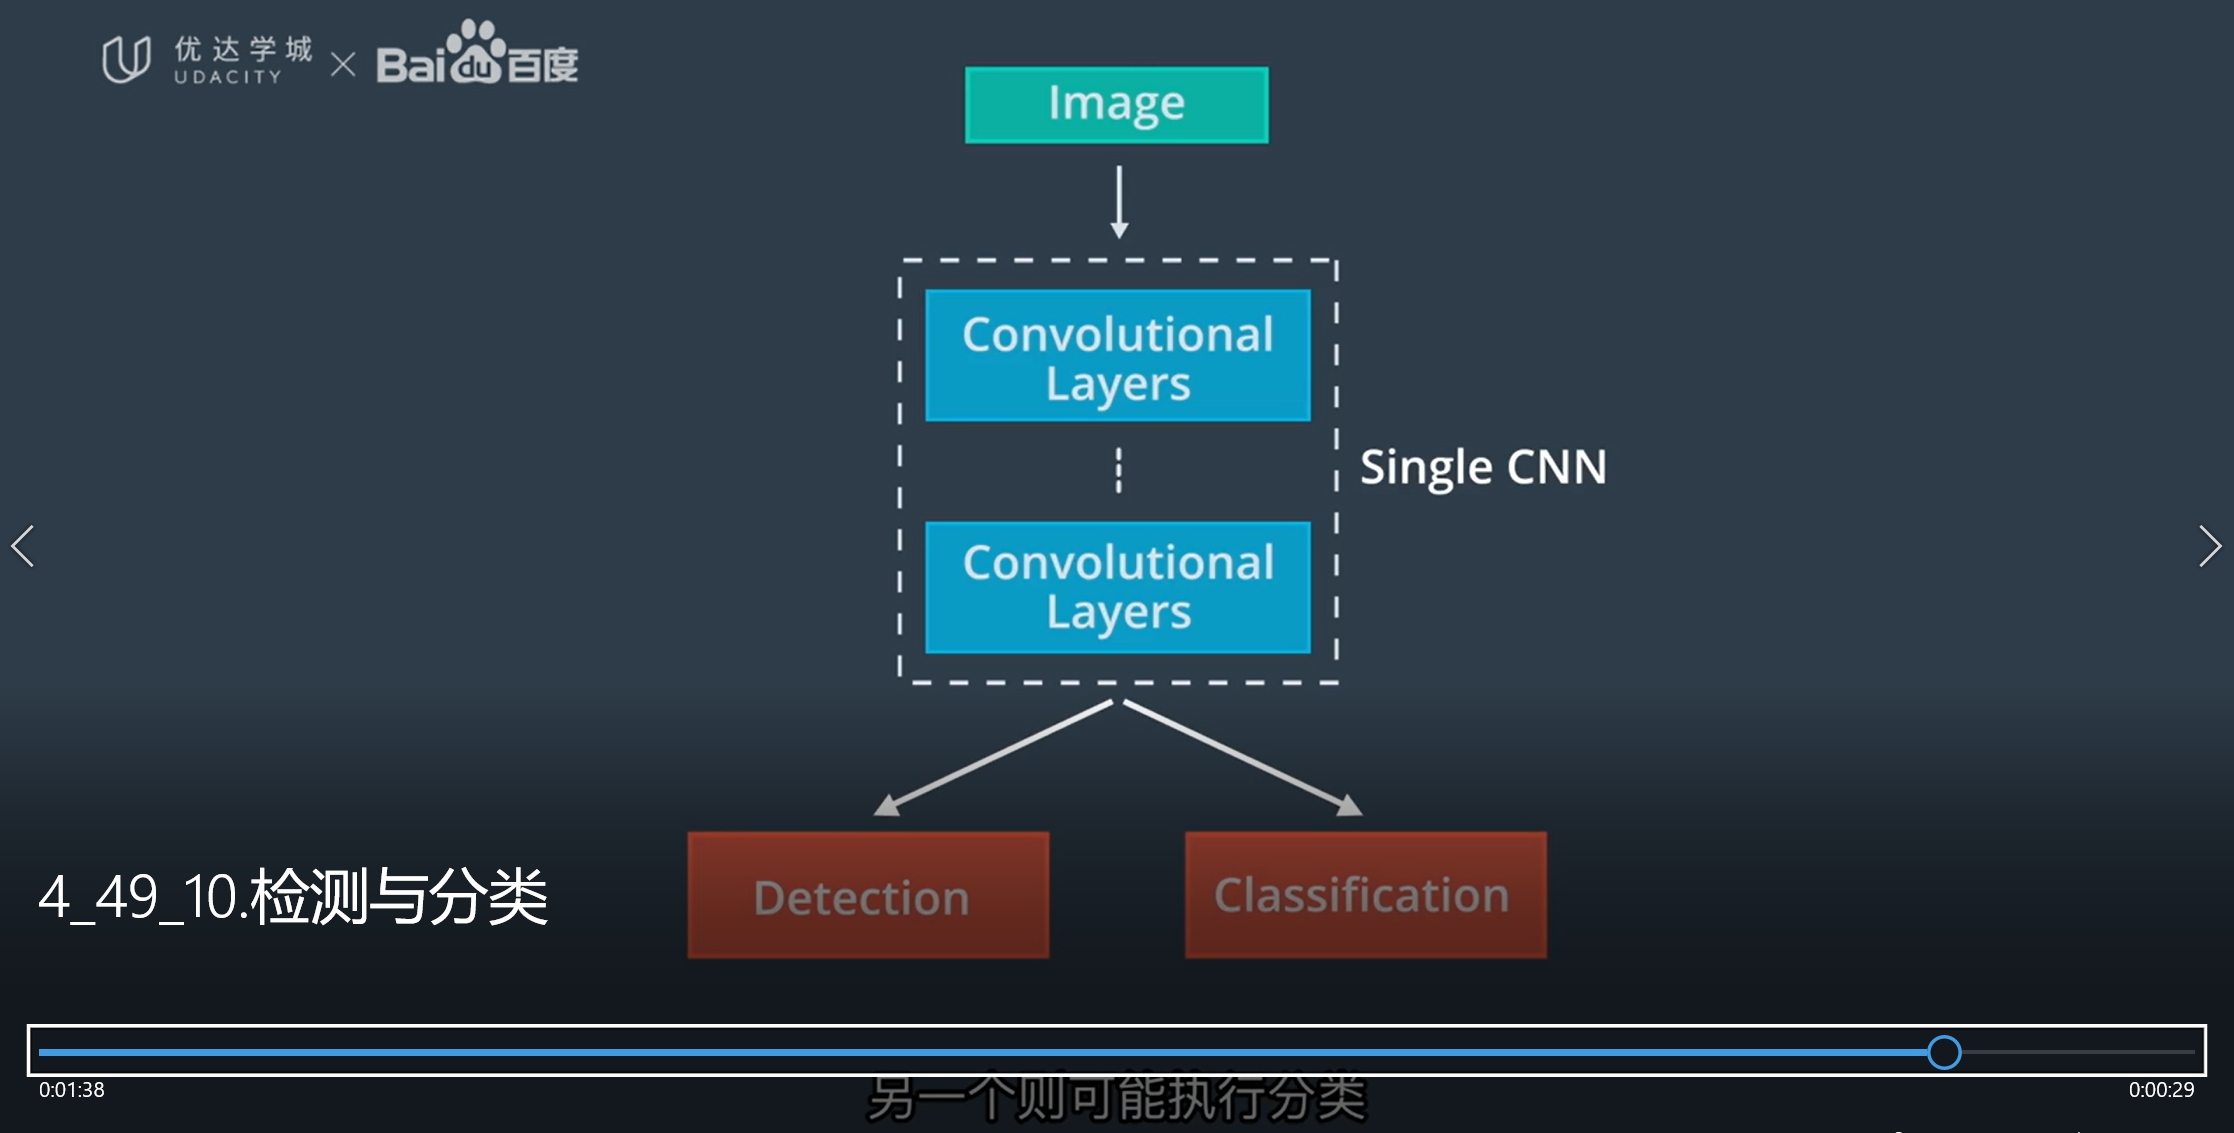 优达学城
UDACITY
Baidu百度
Image
Convolutional
Layers
Single CNN
Convolutional
Layers
Detection
Classification
4_49_10.检测与分类
0:01:38
0:00:29
另一个则可能执行分类